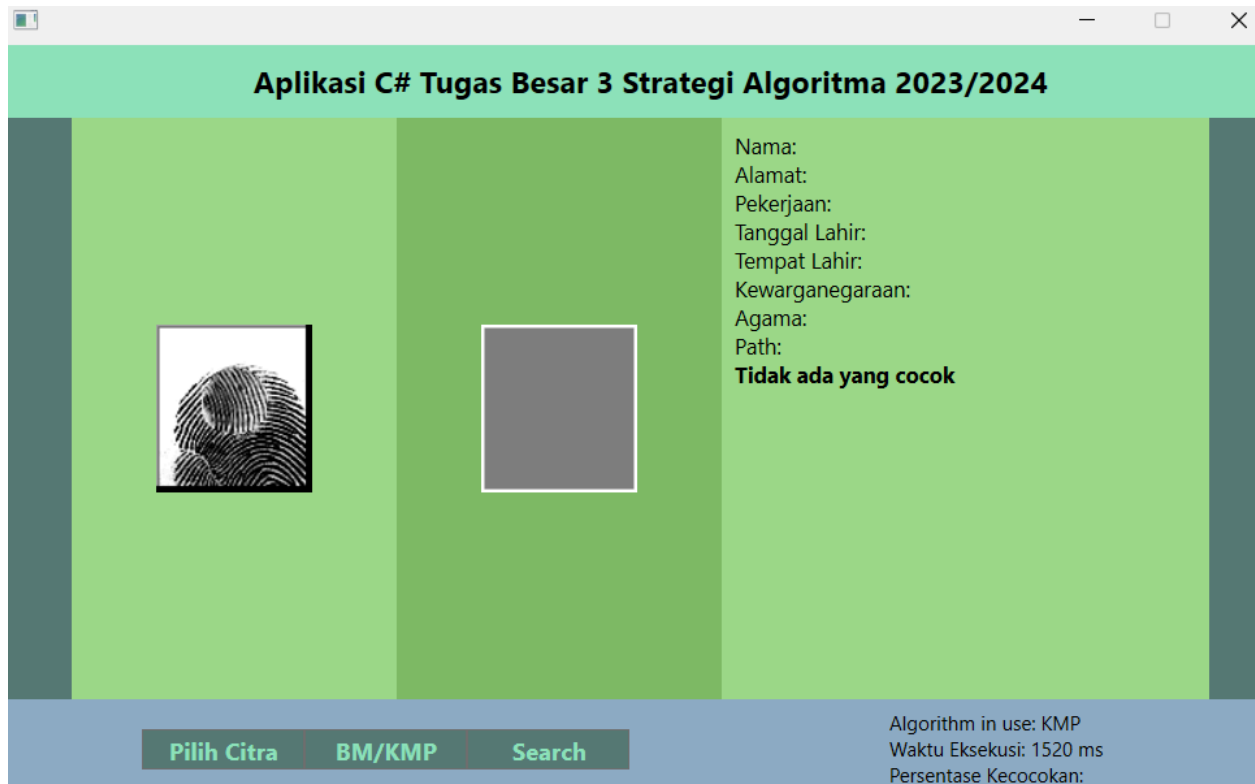 Aplikasi C# Tugas Besar 3 Strategi Algoritma 2023/2024
Nama:
Alamat:
Pekerjaan:
Tanggal Lahir:
Tempat Lahir:
Kewarganegaraan:
Agama:
Path:
Tidak ada yang cocok
Pilih Citra
BM/KMP
Search
Algorithm in use: KMP
Waktu Eksekusi: 1520 ms
Persentase Kecocokan: